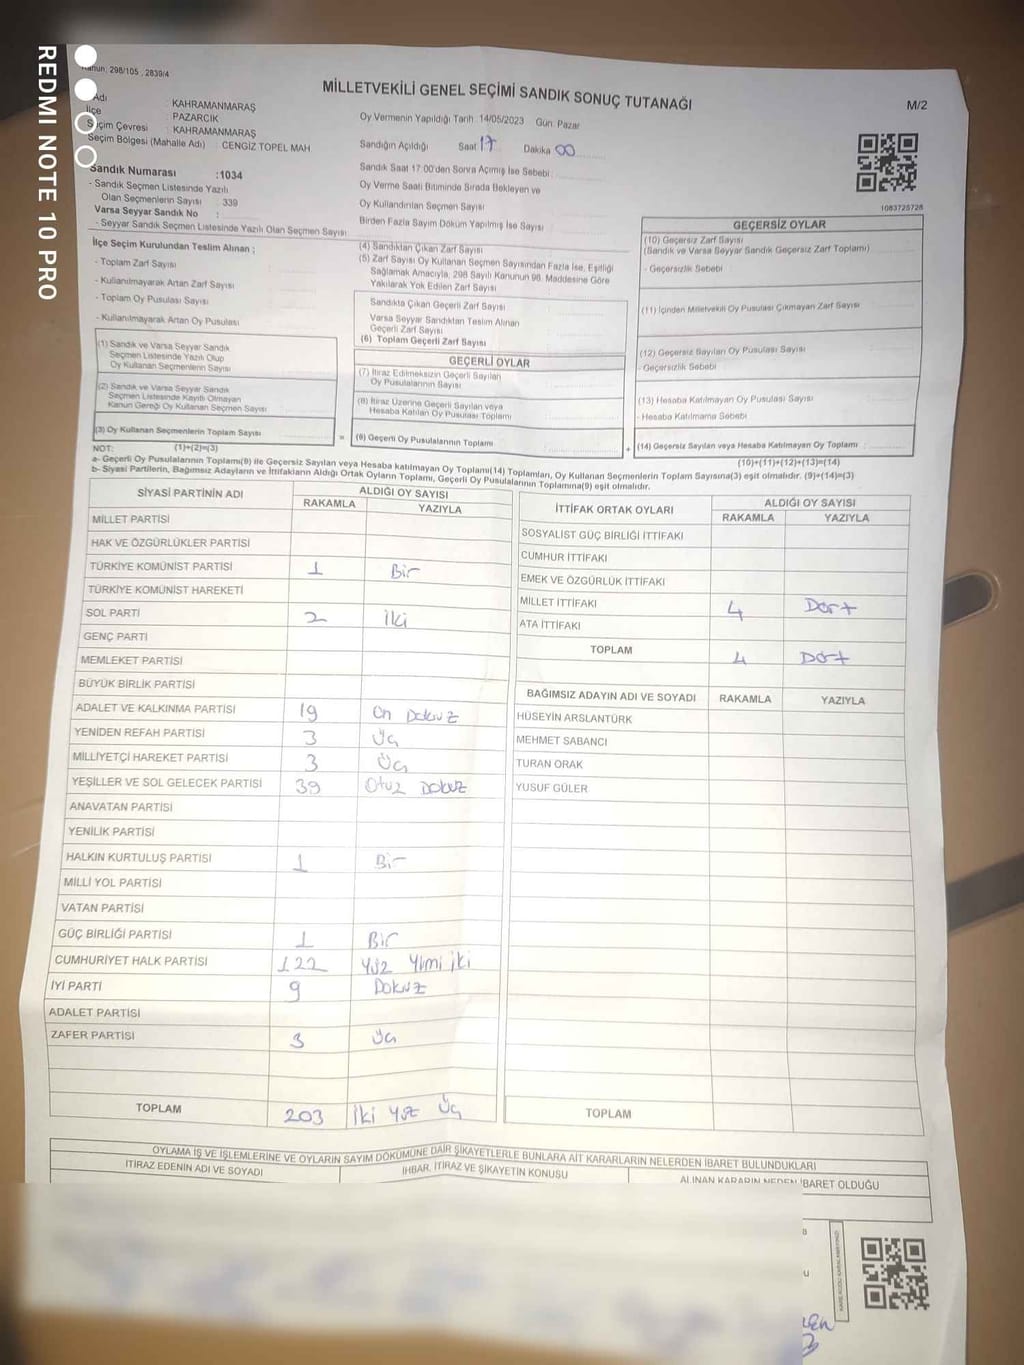 REDMI NOTE 10 PRO
Kanun: 298/105 , 2839/4
MİLLETVEKİLİ GENEL SEÇİMİ SANDIK SONUÇ TUTANAĞI
M/2
Adı : KAHRAMANMARAŞ
İlçe : PAZARCIK
Seçim Çevresi : KAHRAMANMARAŞ
Seçim Bölgesi (Mahalle Adı) : CENGİZ TOPEL MAH
Sandık Numarası :1034
- Sandık Seçmen Listesinde Yazılı
Olan Seçmenlerin Sayısı : 339
Varsa Seyyar Sandık No :
- Seyyar Sandık Seçmen Listesinde Yazılı Olan Seçmen Sayısı:
Oy Vermenin Yapıldığı Tarih: 14/05/2023 Gün: Pazar
Sandığın Açıldığı Saat 17 Dakika 00
Sandık Saat 17:00'den Sonra Açımış İse Sebebi :
Oy Verme Saati Bitiminde Sırada Bekleyen ve
Oy Kullandırılan Seçmen Sayısı
Birden Fazla Sayım Döküm Yapılmış İse Sayısı
1083725728
İlçe Seçim Kurulundan Teslim Alınan ;
- Toplam Zarf Sayısı
- Kullanılmayarak Artan Zarf Sayısı
- Toplam Oy Pusulası Sayısı
- Kullanılmayarak Artan Oy Pusulası
(1) Sandık ve Varsa Seyyar Sandık
Seçmen Listesinde Yazılı Olup
Oy Kullanan Seçmenlerin Sayısı
(2) Sandık ve Varsa Seyyar Sandık
Seçmen Listesinde Kayıtlı Olmayan
Kanun Gereği Oy Kullanan Seçmen Sayısı
(3) Oy Kullanan Seçmenlerin Toplam Sayısı
(1)+(2)=(3)
(4) Sandıktan Çıkan Zarf Sayısı
(5) Zarf Sayısı Oy Kullanan Seçmen Sayısından Fazla İse, Eşitliği
Sağlamak Amacıyla, 298 Sayılı Kanunun 98. Maddesine Göre
Yakılarak Yok Edilen Zarf Sayısı
Sandıkta Çıkan Geçerli Zarf Sayısı
Varsa Seyyar Sandıktan Teslim Alınan
Geçerli Zarf Sayısı
(6) Toplam Geçerli Zarf Sayısı
GEÇERLİ OYLAR
(7) İtiraz Edilmeksizin Geçerli Sayılan
Oy Pusulalarının Sayısı
(8) İtiraz Üzerine Geçerli Sayılan veya
Hesaba Katılan Oy Pusulası Toplamı
= (9) Geçerli Oy Pusulalarının Toplamı
GEÇERSİZ OYLAR
(10) Geçersiz Zarf Sayısı
(Sandık ve Varsa Seyyar Sandık Geçersiz Zarf Toplamı)
- Geçersizlik Sebebi
(11) İçinden Milletvekili Oy Pusulası Çıkmayan Zarf Sayısı
(12) Geçersiz Sayılan Oy Pusulası Sayısı
- Geçersizlik Sebebi
(13) Hesaba Katılmayan Oy Pusulası Sayısı
- Hesaba Katılmama Sebebi
+ (14) Geçersiz Sayılan veya Hesaba Katılmayan Oy Toplamı
(10)+(11)+(12)+(13)=(14)
NOT:
a- Geçerli Oy Pusulalarının Toplamı(9) ile Geçersiz Sayılan veya Hesaba katılmayan Oy Toplamı(14) Toplamları, Oy Kullanan Seçmenlerin Toplam Sayısına(3) eşit olmalıdır. (9)+(14)=(3)
b- Siyasi Partilerin, Bağımsız Adayların ve İttifakların Aldığı Ortak Oyların Toplamı, Geçerli Oy Pusulalarının Toplamına(9) eşit olmalıdır.
SİYASİ PARTİNİN ADI ALDIĞI OY SAYISI
RAKAMLA YAZIYLA
MİLLET PARTİSİ
HAK VE ÖZGÜRLÜKLER PARTİSİ
TÜRKİYE KOMÜNİST PARTİSİ 1 Bir
TÜRKİYE KOMÜNİST HAREKETİ
SOL PARTİ 2 iki
GENÇ PARTİ
MEMLEKET PARTİSİ
BÜYÜK BİRLİK PARTİSİ
ADALET VE KALKINMA PARTİSİ 19 On Dokuz
YENİDEN REFAH PARTİSİ 3 Üç
MİLLİYETÇİ HAREKET PARTİSİ 3 Üç
YEŞİLLER VE SOL GELECEK PARTİSİ 39 Otuz Dokuz
ANAVATAN PARTİSİ
YENİLİK PARTİSİ
HALKIN KURTULUŞ PARTİSİ 1 Bir
MİLLİ YOL PARTİSİ
VATAN PARTİSİ
GÜÇ BİRLİĞİ PARTİSİ 1 Bir
CUMHURİYET HALK PARTİSİ 122 Yüz Yirmi iki
İYİ PARTİ 9 Dokuz
ADALET PARTİSİ
ZAFER PARTİSİ 3 Üç
TOPLAM 203 İki Yüz Üç
İTTİFAK ORTAK OYLARI ALDIĞI OY SAYISI
RAKAMLA YAZIYLA
SOSYALIST GÜÇ BİRLİĞİ İTTİFAKI
CUMHUR İTTİFAKI
EMEK VE ÖZGÜRLÜK İTTİFAKI
MİLLET İTTİFAKI 4 Dört
ATA İTTİFAKI
TOPLAM 4 Dört
BAĞIMSIZ ADAYIN ADI VE SOYADI RAKAMLA YAZIYLA
HÜSEYİN ARSLANTÜRK
MEHMET SABANCI
TURAN ORAK
YUSUF GÜLER
TOPLAM
OYLAMA İŞ VE İŞLEMLERİNE VE OYLARIN SAYIM DÖKÜMÜNE DAİR ŞİKAYETLERLE BUNLARA AİT KARARLARIN NELERDEN İBARET BULUNDUKLARI
İTİRAZ EDENİN ADI VE SOYADI İHBAR, İTİRAZ VE ŞİKAYETİN KONUSU ALINAN KARARIN NEDEN İBARET OLDUĞU